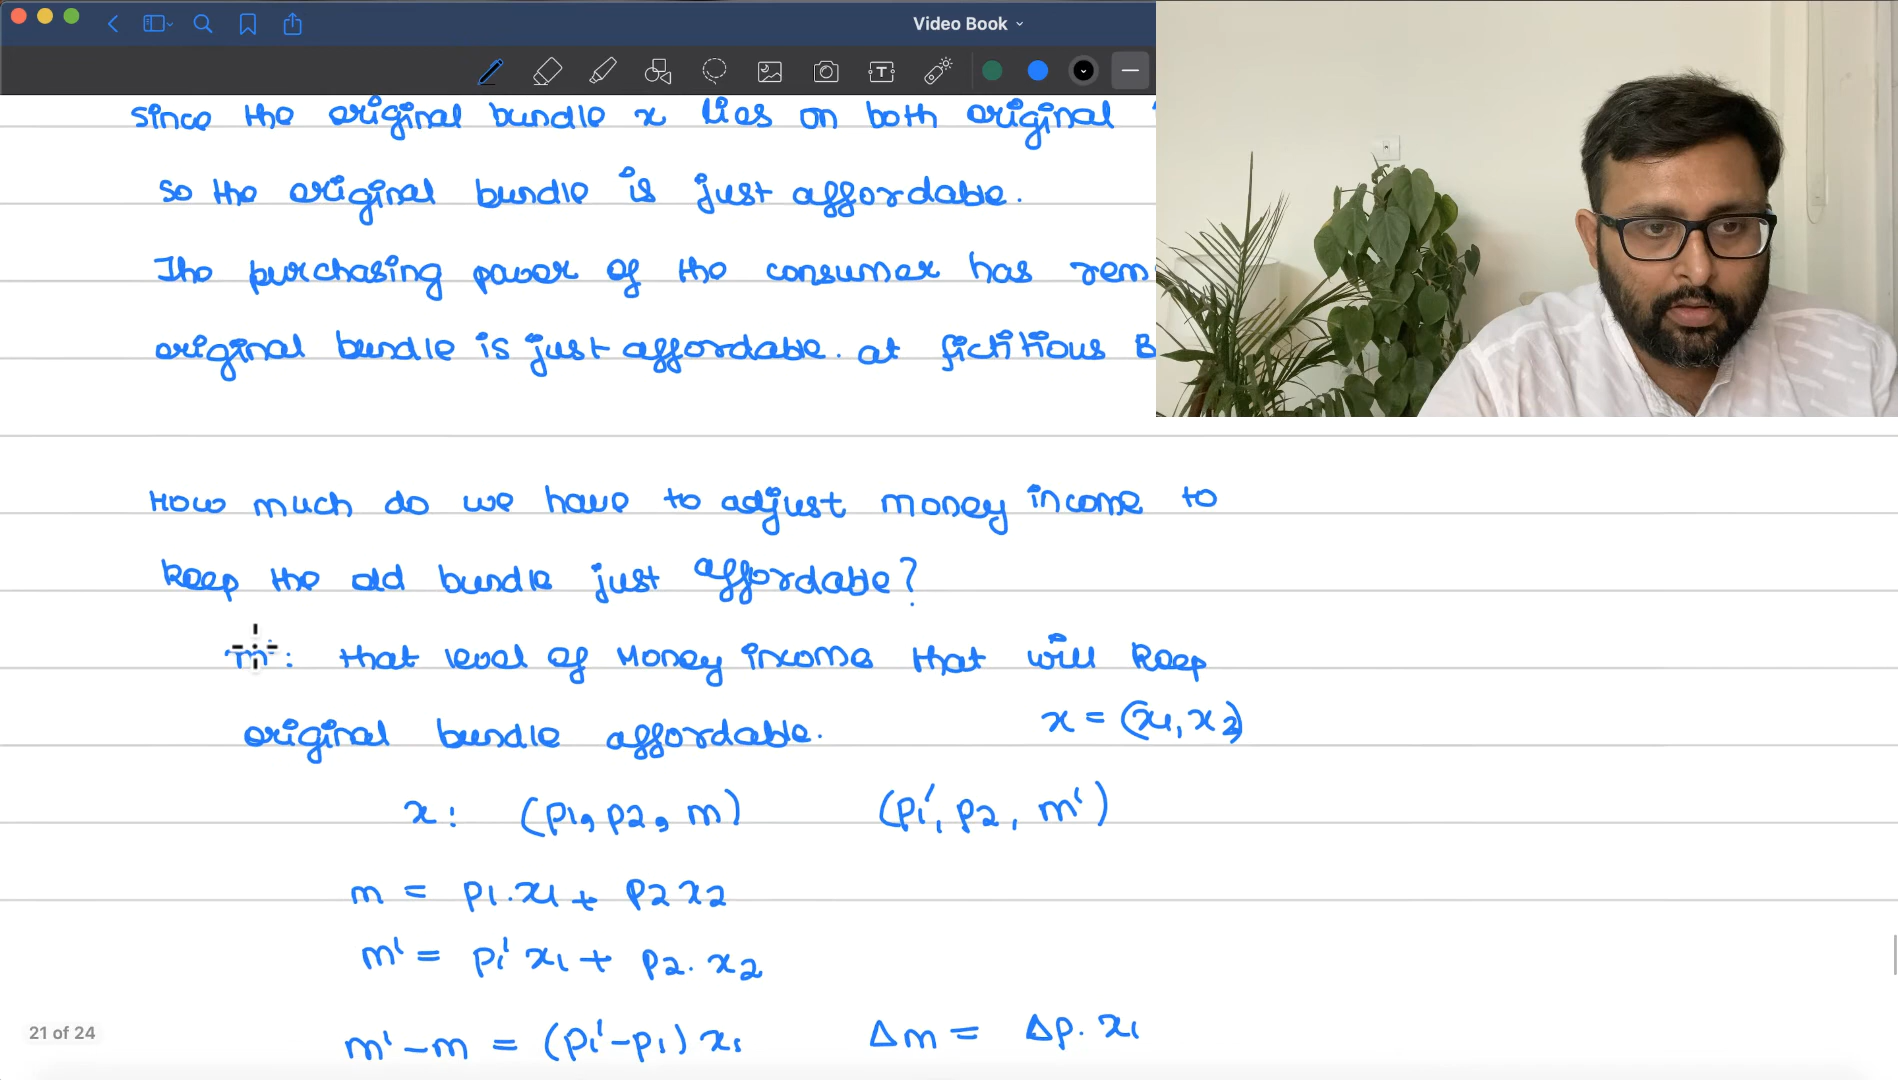 Video Book
T
since the original bundle x lies on both original
so the original bundle is just affordable.
The purchasing power of the consumer has rem
original bundle is just affordable. at fictitious B
How much do we have to adjust money income to
keep the old bundle just affordable?
m': that level of Money income that will keep
original bundle affordable.
x = (x1, x2)
x: (p1, p2, m) (p1', p2, m')
m = p1.x1 + p2 x2
m' = p1' x1 + p2. x2
m' - m = (p1' - p1) x1 Δm = Δp. x1
21 of 24